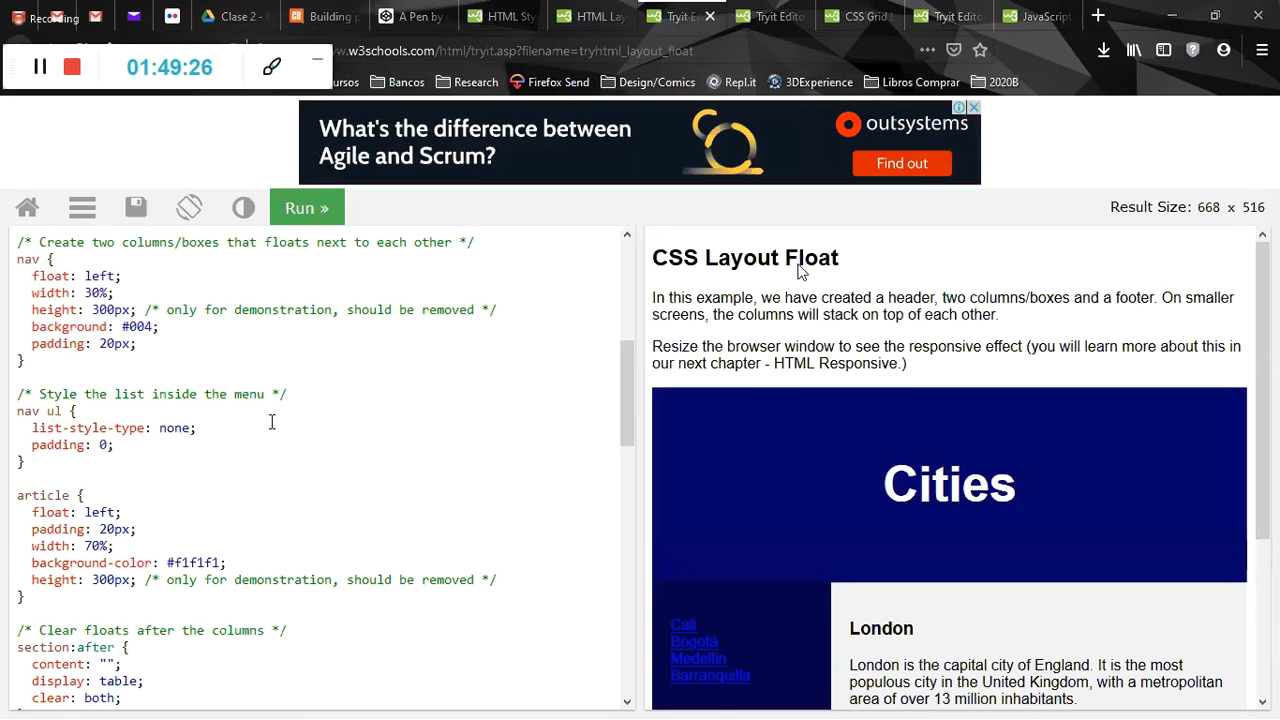 Recording
Clase 2 -
Building p
A Pen by
HTML Sty
HTML Lay
Tryit E
Tryit Edito
CSS Grid
Tryit Edito
JavaScript
01:49:26
w3schools.com/html/tryit.asp?filename=tryhtml_layout_float
Bancos
Research
Firefox Send
Design/Comics
Repl.it
3DExperience
Libros Comprar
2020B
What's the difference between
Agile and Scrum?
outsystems
Find out
Run »
Result Size: 668 x 516
/* Create two columns/boxes that floats next to each other */
nav {
float: left;
width: 30%;
height: 300px; /* only for demonstration, should be removed */
background: #004;
padding: 20px;
}
/* Style the list inside the menu */
nav ul {
list-style-type: none;
padding: 0;
}
article {
float: left;
padding: 20px;
width: 70%;
background-color: #f1f1f1;
height: 300px; /* only for demonstration, should be removed */
}
/* Clear floats after the columns */
section:after {
content: "";
display: table;
clear: both;
CSS Layout Float
In this example, we have created a header, two columns/boxes and a footer. On smaller
screens, the columns will stack on top of each other.
Resize the browser window to see the responsive effect (you will learn more about this in
our next chapter - HTML Responsive.)
Cities
Cali
Bogotá
Medellin
Barranquilla
London
London is the capital city of England. It is the most
populous city in the United Kingdom, with a metropolitan
area of over 13 million inhabitants.